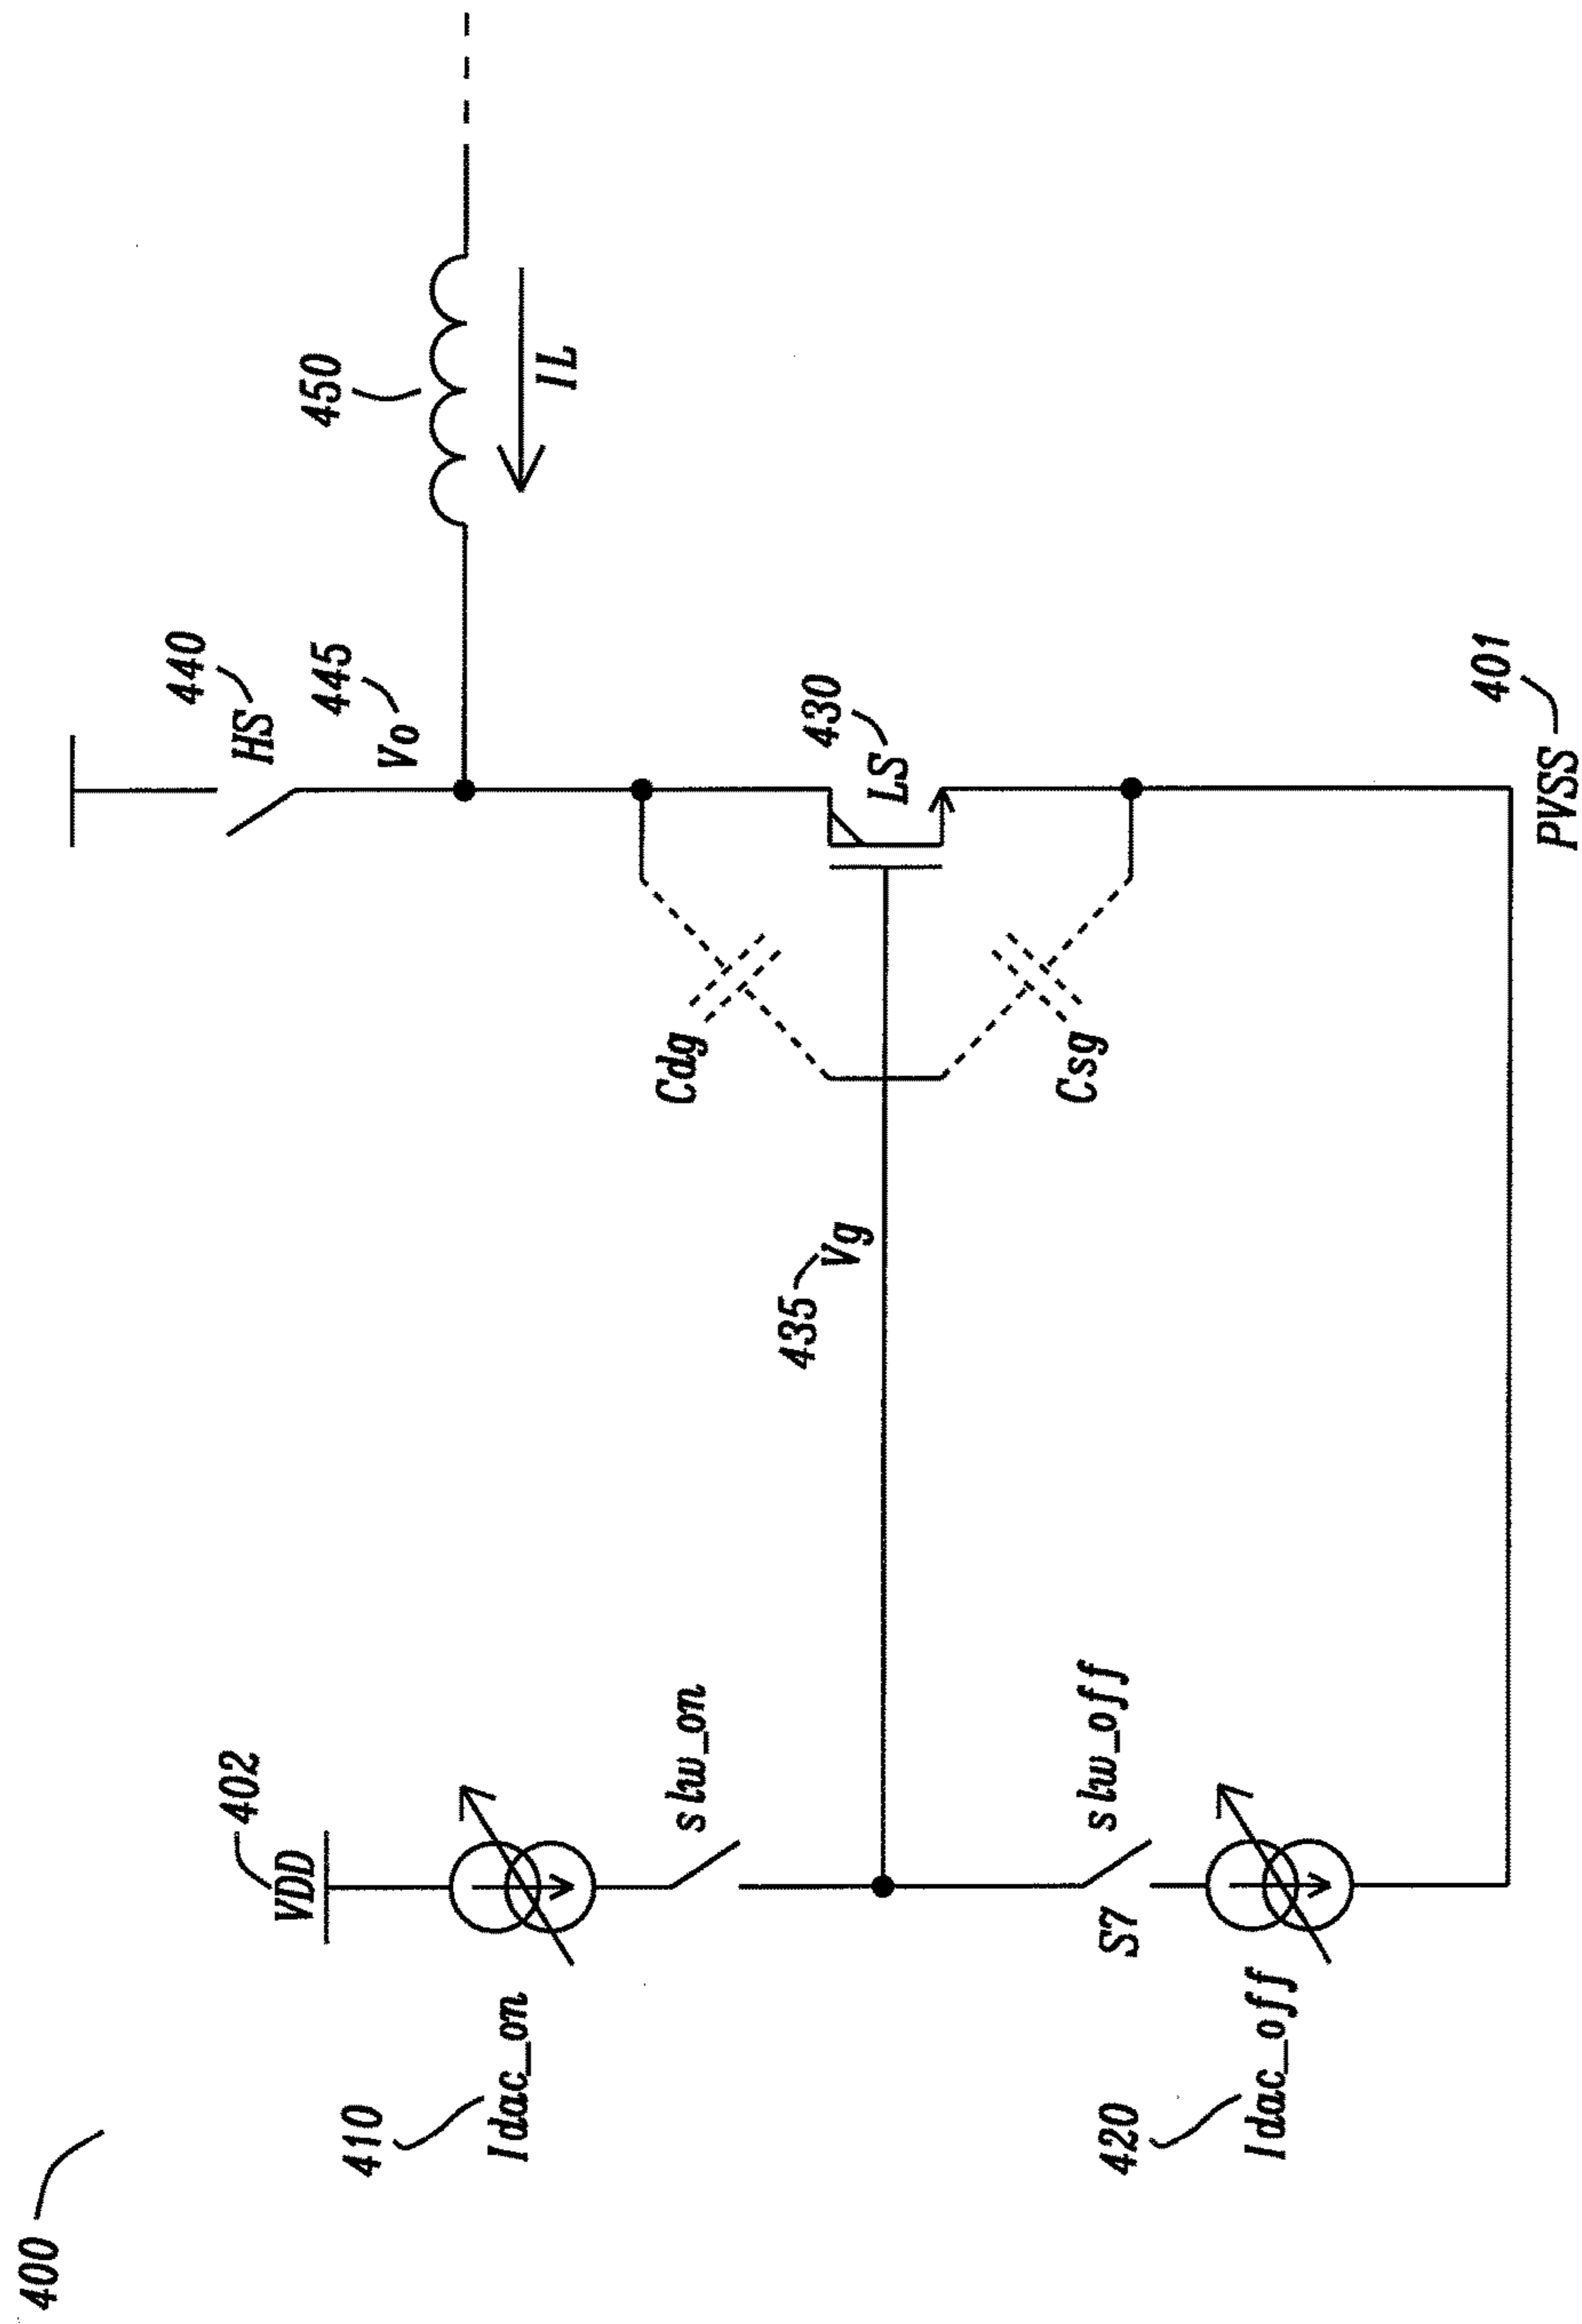 400
402
VDD
410
Idac_on
slw_on
435
Vg
S7
slw_off
420
Idac_off
440
HS
445
Vo
450
IL
430
LS
Cdg
Csg
401
PVSS